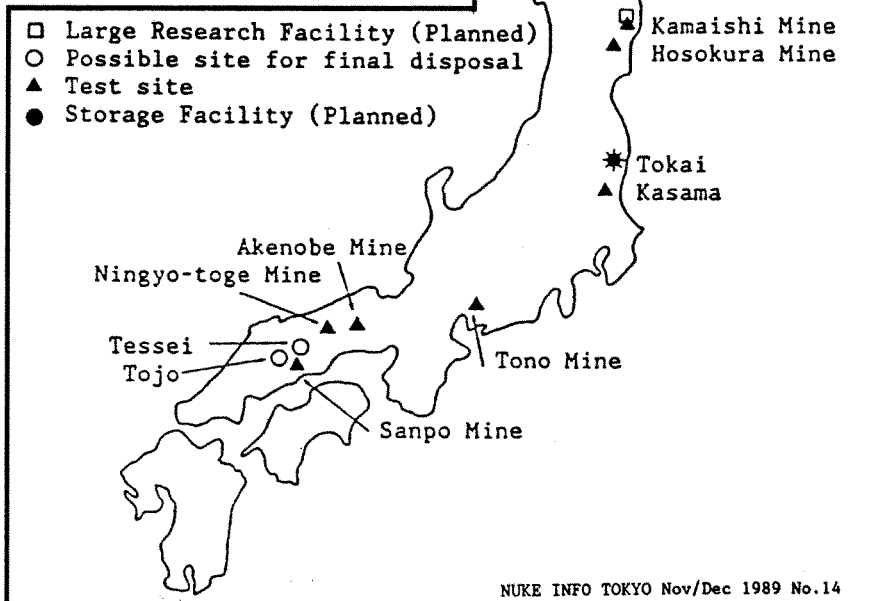 Large Research Facility (Planned)
Possible site for final disposal
Test site
Storage Facility (Planned)
Kamaishi Mine
Hosokura Mine
Tokai
Kasama
Akenobe Mine
Ningyo-toge Mine
Tessei
Tojo
Tono Mine
Sanpo Mine
NUKE INFO TOKYO Nov/Dec 1989 No.14